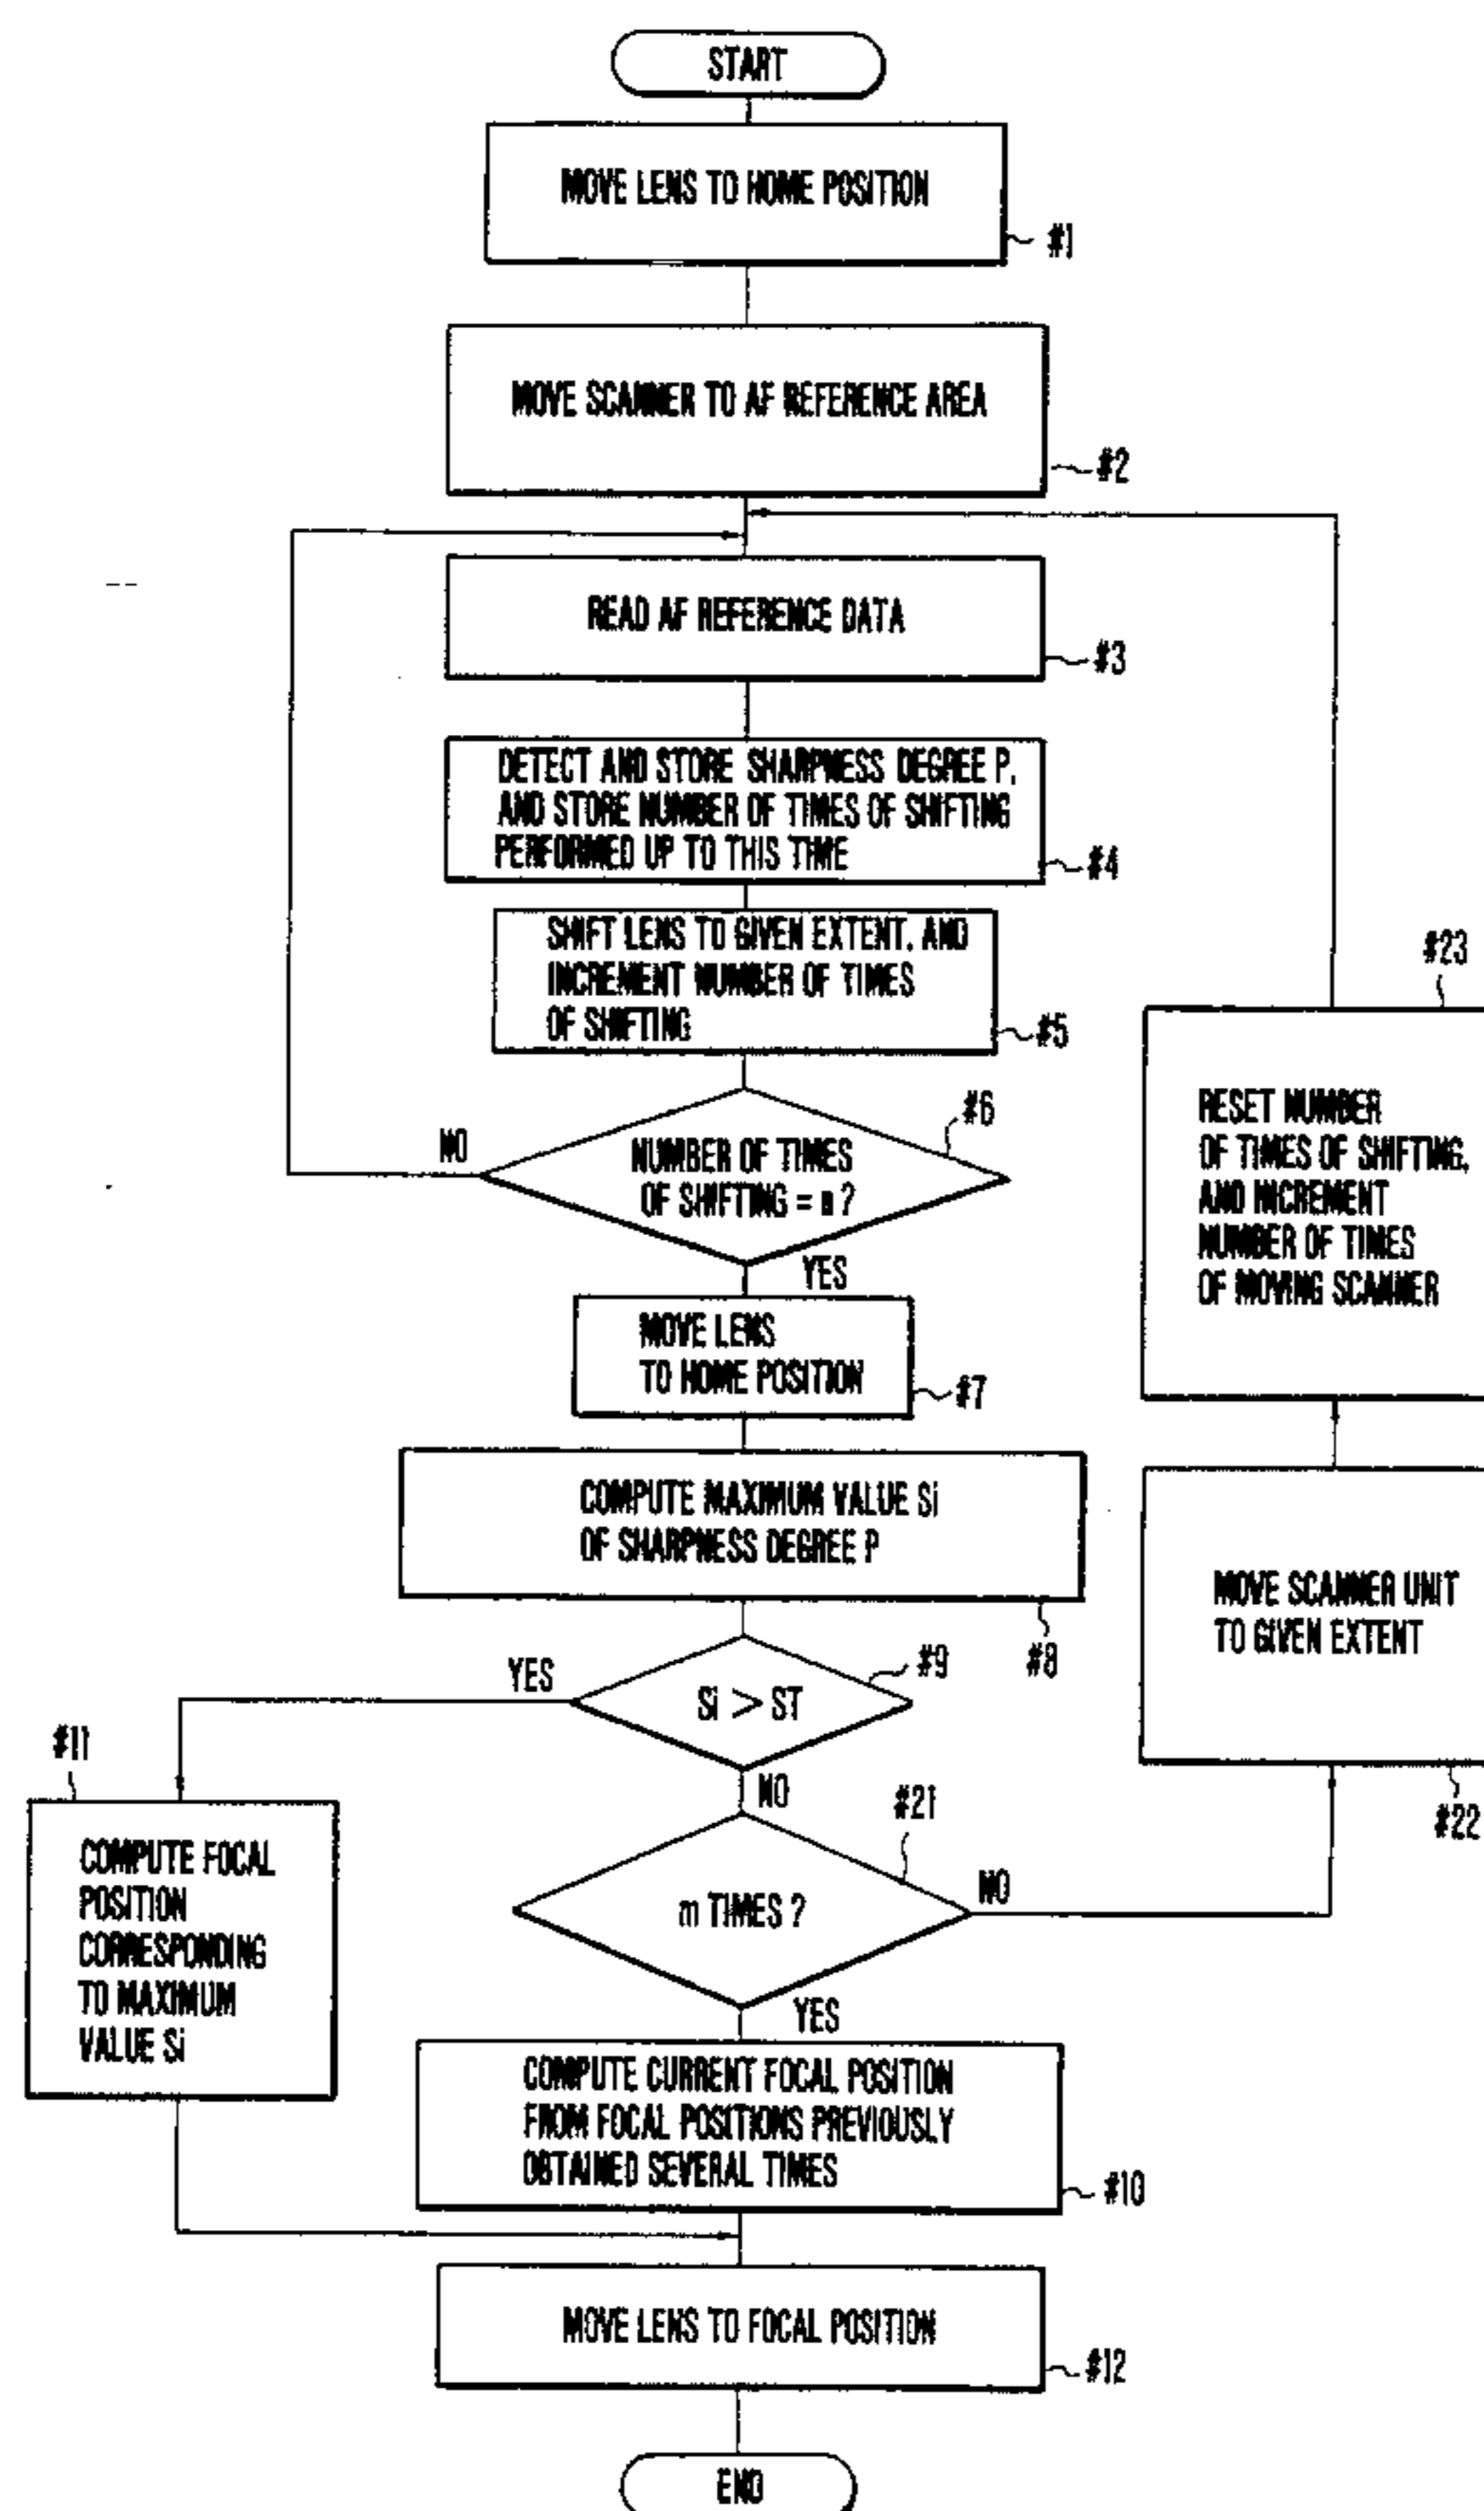 START
MOVE LENS TO HOME POSITION
#1
MOVE SCANNER TO AF REFERENCE AREA
#2
READ AF REFERENCE DATA
#3
DETECT AND STORE SHARPNESS DEGREE P,
AND STORE NUMBER OF TIMES OF SHIFTING
PERFORMED UP TO THIS TIME
#4
SHIFT LENS TO GIVEN EXTENT, AND
INCREMENT NUMBER OF TIMES
OF SHIFTING
#5
#6
NUMBER OF TIMES
OF SHIFTING = n ?
NO
YES
MOVE LENS
TO HOME POSITION
#7
COMPUTE MAXIMUM VALUE Si
OF SHARPNESS DEGREE P
#8
#9
Si > ST
YES
NO
#11
COMPUTE FOCAL
POSITION
CORRESPONDING
TO MAXIMUM
VALUE Si
#21
m TIMES ?
NO
YES
#23
RESET NUMBER
OF TIMES OF SHIFTING,
AND INCREMENT
NUMBER OF TIMES
OF MOVING SCANNER
MOVE SCANNER UNIT
TO GIVEN EXTENT
#22
COMPUTE CURRENT FOCAL POSITION
FROM FOCAL POSITIONS PREVIOUSLY
OBTAINED SEVERAL TIMES
#10
MOVE LENS TO FOCAL POSITION
#12
END